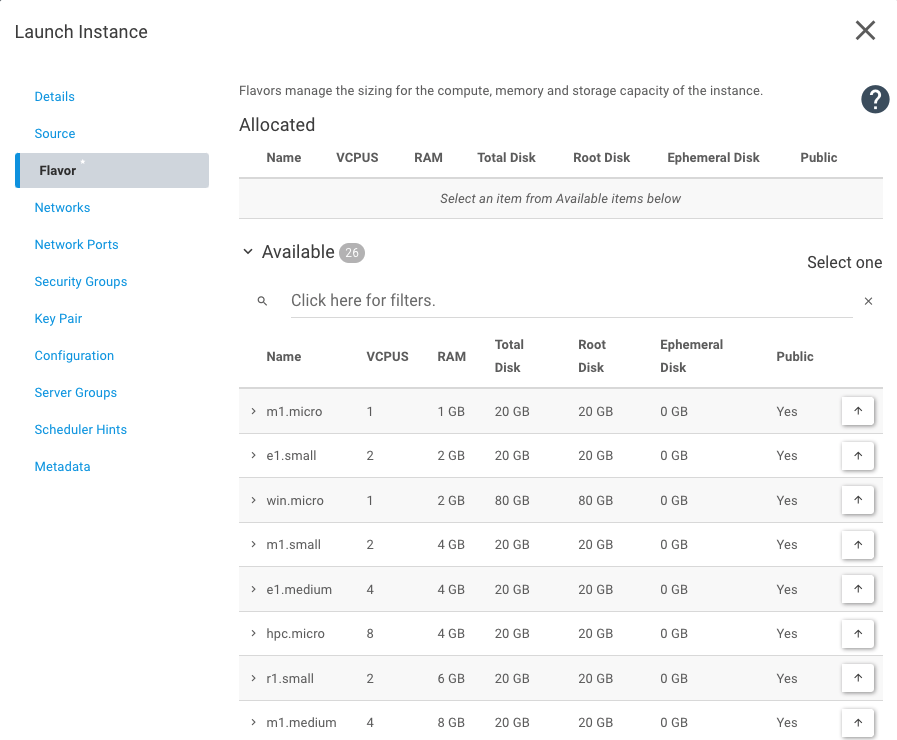 Launch Instance
Details
Source
Flavor *
Networks
Network Ports
Security Groups
Key Pair
Configuration
Server Groups
Scheduler Hints
Metadata
Flavors manage the sizing for the compute, memory and storage capacity of the instance.
?
Allocated
Name VCPUS RAM Total Disk Root Disk Ephemeral Disk Public
Select an item from Available items below
Available 26
Select one
Click here for filters.
Name VCPUS RAM Total Disk Root Disk Ephemeral Disk Public
m1.micro 1 1 GB 20 GB 20 GB 0 GB Yes
e1.small 2 2 GB 20 GB 20 GB 0 GB Yes
win.micro 1 2 GB 80 GB 80 GB 0 GB Yes
m1.small 2 4 GB 20 GB 20 GB 0 GB Yes
e1.medium 4 4 GB 20 GB 20 GB 0 GB Yes
hpc.micro 8 4 GB 20 GB 20 GB 0 GB Yes
r1.small 2 6 GB 20 GB 20 GB 0 GB Yes
m1.medium 4 8 GB 20 GB 20 GB 0 GB Yes